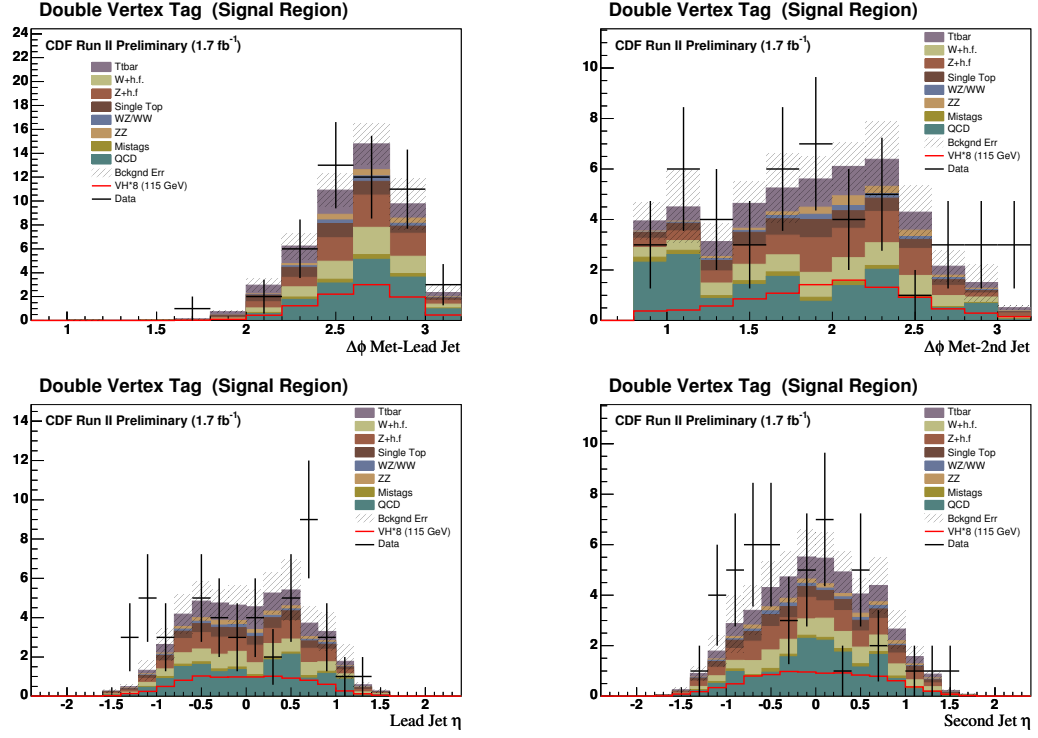 Double Vertex Tag (Signal Region)
CDF Run II Preliminary (1.7 fb⁻¹)
Ttbar
W+h.f.
Z+h.f
Single Top
WZ/WW
ZZ
Mistags
QCD
Bckgnd Err
VH*8 (115 GeV)
Data
24
22
20
18
16
14
12
10
8
6
4
2
0
1 1.5 2 2.5 3
Δϕ Met-Lead Jet
Double Vertex Tag (Signal Region)
CDF Run II Preliminary (1.7 fb⁻¹)
Ttbar
W+h.f.
Z+h.f
Single Top
WZ/WW
ZZ
Mistags
QCD
Bckgnd Err
VH*8 (115 GeV)
Data
10
8
6
4
2
0
1 1.5 2 2.5 3
Δϕ Met-2nd Jet
Double Vertex Tag (Signal Region)
CDF Run II Preliminary (1.7 fb⁻¹)
Ttbar
W+h.f.
Z+h.f
Single Top
WZ/WW
ZZ
Mistags
QCD
Bckgnd Err
VH*8 (115 GeV)
Data
14
12
10
8
6
4
2
0
-2 -1.5 -1 -0.5 0 0.5 1 1.5 2
Lead Jet η
Double Vertex Tag (Signal Region)
CDF Run II Preliminary (1.7 fb⁻¹)
Ttbar
W+h.f.
Z+h.f
Single Top
WZ/WW
ZZ
Mistags
QCD
Bckgnd Err
VH*8 (115 GeV)
Data
10
8
6
4
2
0
-2 -1.5 -1 -0.5 0 0.5 1 1.5 2
Second Jet η